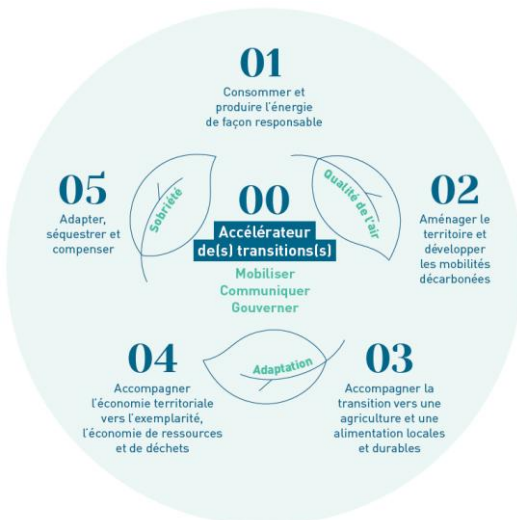 01
Consommer et
produire l'énergie
de façon responsable
05
Adapter,
séquestrer et
compenser
Sobriété
00
Accélérateur
de(s) transitions(s)
Mobiliser
Communiquer
Gouverner
Qualité de l'air
02
Aménager le
territoire et
développer
les mobilités
décarbonées
04
Accompagner
l'économie territoriale
vers l'exemplarité,
l'économie de ressources
et de déchets
Adaptation
03
Accompagner la
transition vers une
agriculture et une
alimentation locales
et durables